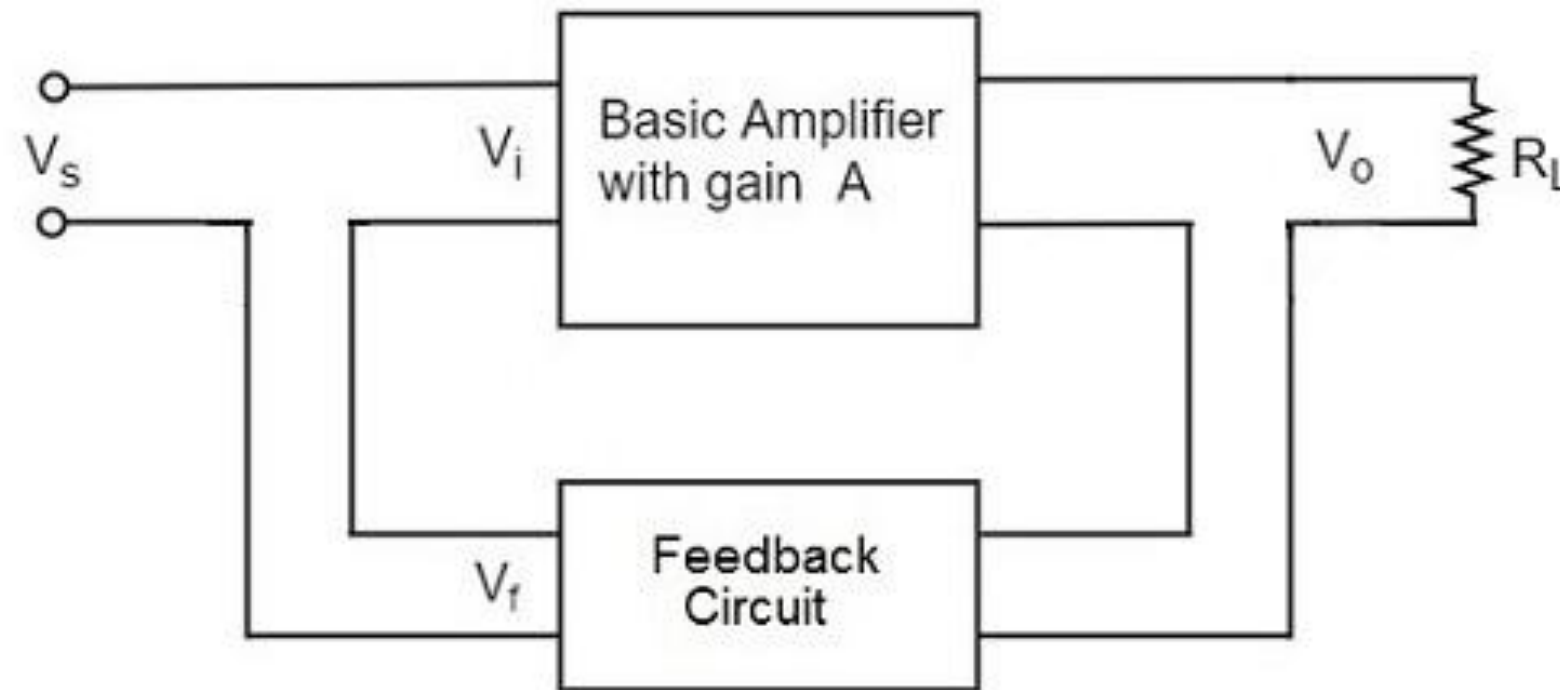 Vs
Vi
Basic Amplifier
with gain A
Vo
RL
Vf
Feedback
Circuit